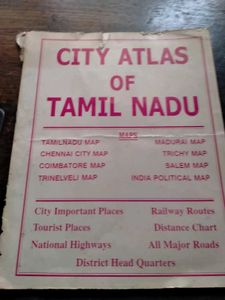 CITY ATLAS
OF
TAMIL NADU
MAPS
TAMILNADU MAP MADURAI MAP
CHENNAI CITY MAP TRICHY MAP
COIMBATORE MAP SALEM MAP
TRINELVELI MAP INDIA POLITICAL MAP
City Important Places Railway Routes
Tourist Places Distance Chart
National Highways All Major Roads
District Head Quarters